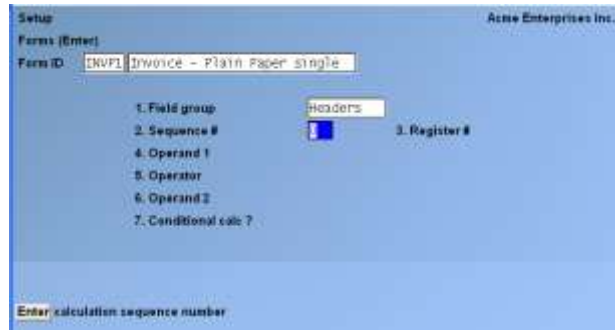 Setup Acme Enterprises Inc.
Forms (Enter)
Form ID INVP1 Invoice - Plain Paper single
1. Field group Headers
2. Sequence # 3. Register #
4. Operand 1
5. Operator
6. Operand 2
7. Conditional calc ?
Enter calculation sequence number